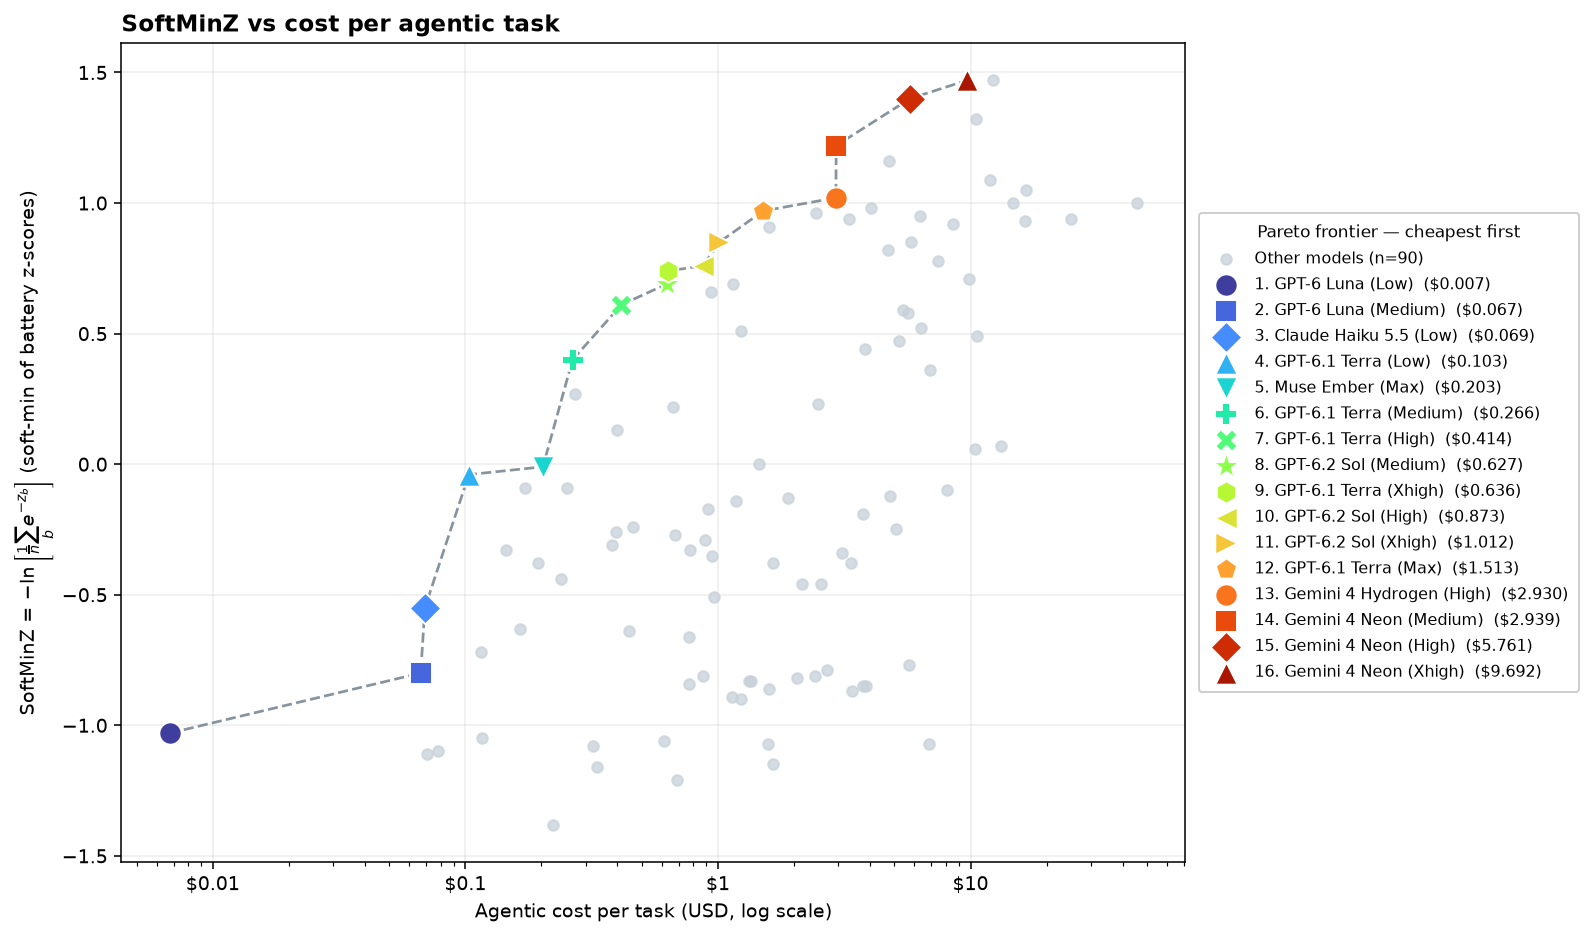 SoftMinZ vs cost per agentic task
SoftMinZ = −ln [1/n ∑_b e^{−z_b}] (soft-min of battery z-scores)
1.5
1.0
0.5
0.0
−0.5
−1.0
−1.5
$0.01
$0.1
$1
$10
Agentic cost per task (USD, log scale)
Pareto frontier — cheapest first
Other models (n=90)
1. GPT-6 Luna (Low) ($0.007)
2. GPT-6 Luna (Medium) ($0.067)
3. Claude Haiku 5.5 (Low) ($0.069)
4. GPT-6.1 Terra (Low) ($0.103)
5. Muse Ember (Max) ($0.203)
6. GPT-6.1 Terra (Medium) ($0.266)
7. GPT-6.1 Terra (High) ($0.414)
8. GPT-6.2 Sol (Medium) ($0.627)
9. GPT-6.1 Terra (Xhigh) ($0.636)
10. GPT-6.2 Sol (High) ($0.873)
11. GPT-6.2 Sol (Xhigh) ($1.012)
12. GPT-6.1 Terra (Max) ($1.513)
13. Gemini 4 Hydrogen (High) ($2.930)
14. Gemini 4 Neon (Medium) ($2.939)
15. Gemini 4 Neon (High) ($5.761)
16. Gemini 4 Neon (Xhigh) ($9.692)